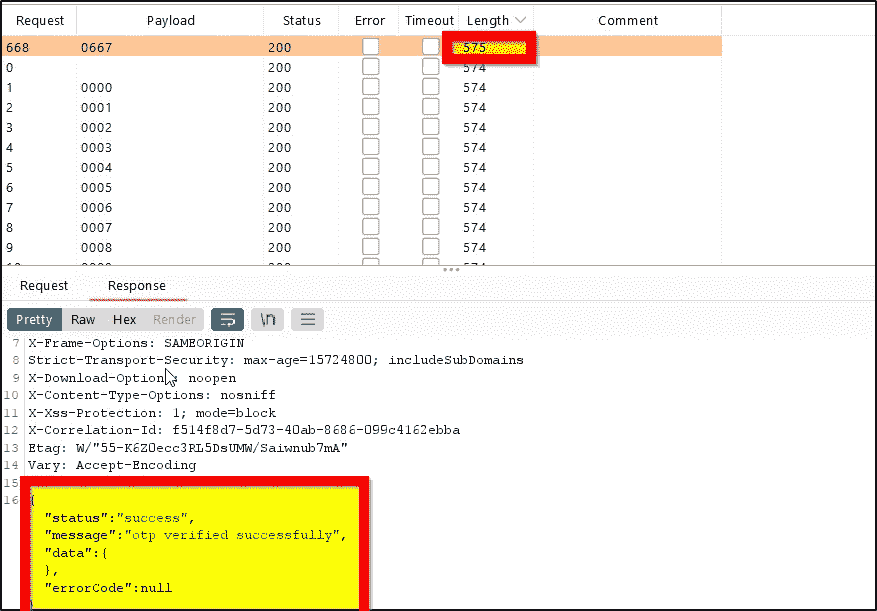 Request Payload Status Error Timeout Length Comment
668 0667 200 575
0 200 574
1 0000 200 574
2 0001 200 574
3 0002 200 574
4 0003 200 574
5 0004 200 574
6 0005 200 574
7 0006 200 574
8 0007 200 574
9 0008 200 574
Request Response
Pretty Raw Hex Render \n
7 X-Frame-Options: SAMEORIGIN
8 Strict-Transport-Security: max-age=15724800; includeSubDomains
9 X-Download-Options: noopen
10 X-Content-Type-Options: nosniff
11 X-Xss-Protection: 1; mode=block
12 X-Correlation-Id: f514f8d7-5d73-40ab-8686-099c4162ebba
13 Etag: W/"55-K6Z0ecc3RL5DsUMW/Saiwnub7mA"
14 Vary: Accept-Encoding
15
16 {
"status":"success",
"message":"otp verified successfully",
"data":{
},
"errorCode":null